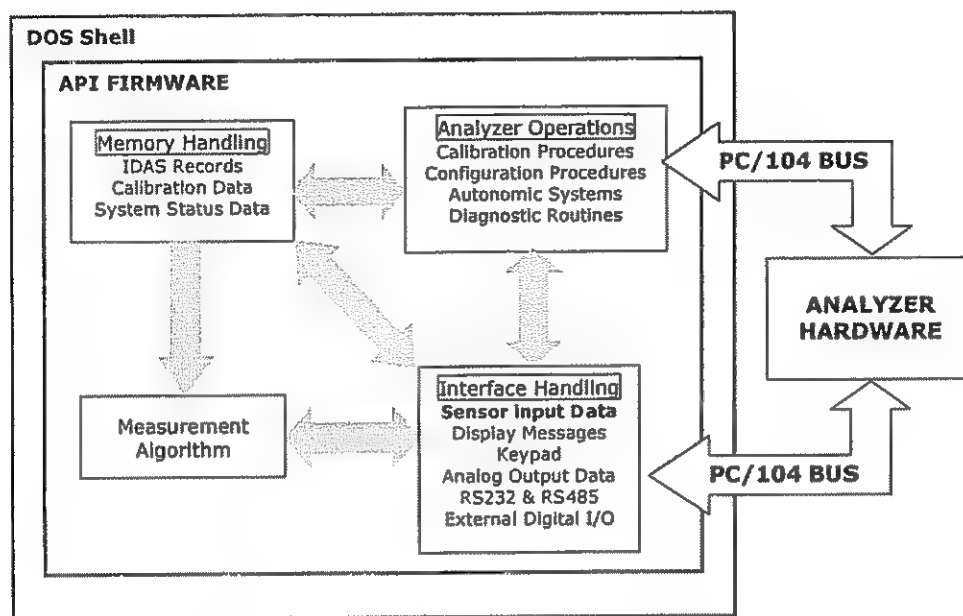 DOS Shell
API FIRMWARE
Memory Handling
IDAS Records
Calibration Data
System Status Data
Analyzer Operations
Calibration Procedures
Configuration Procedures
Autonomic Systems
Diagnostic Routines
PC/104 BUS
ANALYZER
HARDWARE
Measurement
Algorithm
Interface Handling
Sensor input Data
Display Messages
Keypad
Analog Output Data
RS232 & RS485
External Digital I/O
PC/104 BUS